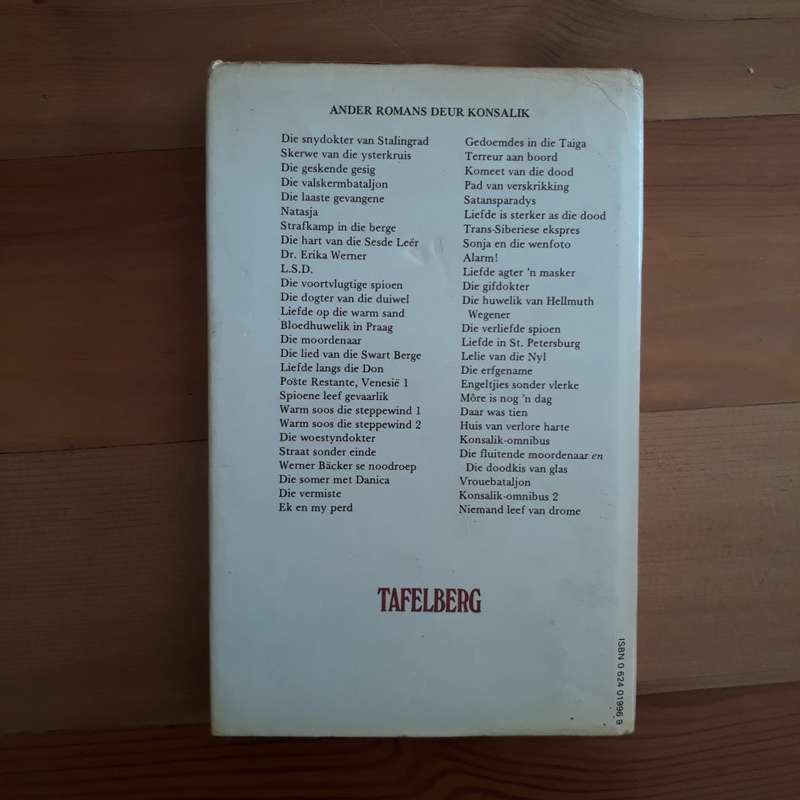 ANDER ROMANS DEUR KONSALIK
Die snydokter van Stalingrad
Skerwe van die ysterkruis
Die geskende gesig
Die valskermbataljon
Die laaste gevangene
Natasja
Strafkamp in die berge
Die hart van die Sesde Leër
Dr. Erika Werner
L.S.D.
Die voortvlugtige spioen
Die dogter van die duiwel
Liefde op die warm sand
Bloedhuwelik in Praag
Die moordenaar
Die lied van die Swart Berge
Liefde langs die Don
Poste Restante, Venesië 1
Spioene leef gevaarlik
Warm soos die steppewind 1
Warm soos die steppewind 2
Die woestyndokter
Straat sonder einde
Werner Bäcker se noodroep
Die somer met Danica
Die vermiste
Ek en my perd
Gedoemdes in die Taiga
Terreur aan boord
Komeet van die dood
Pad van verskrikking
Satansparadys
Liefde is sterker as die dood
Trans-Siberiese ekspres
Sonja en die wenfoto
Alarm!
Liefde agter 'n masker
Die gifdokter
Die huwelik van Hellmuth
Wegener
Die verliefde spioen
Liefde in St. Petersburg
Lelie van die Nyl
Die erfgename
Engeltjies sonder vlerke
Môre is nog 'n dag
Daar was tien
Huis van verlore harte
Konsalik-omnibus
Die fluitende moordenaar en
Die doodkis van glas
Vrouebataljon
Konsalik-omnibus 2
Niemand leef van drome
TAFELBERG
ISBN 0 624 01996 9